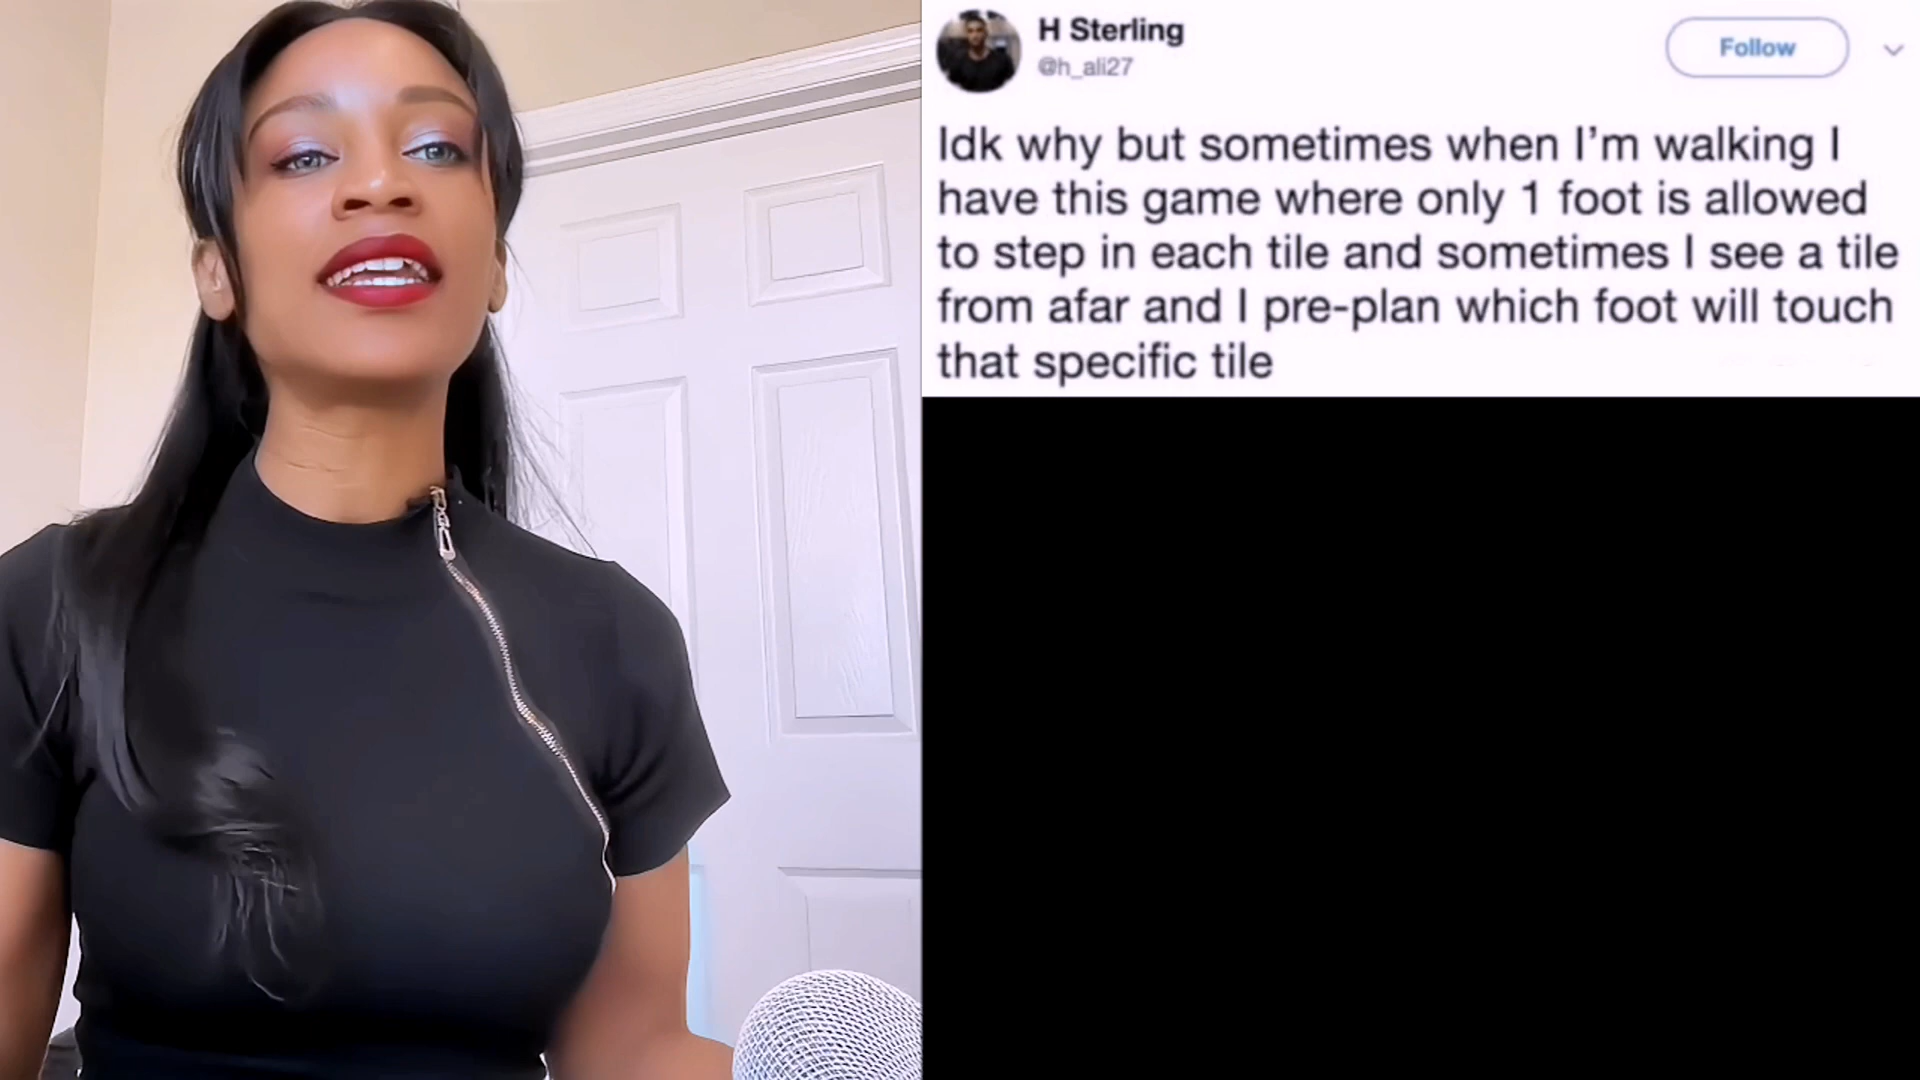 H Sterling
@h_ali27
Follow
Idk why but sometimes when I’m walking I
have this game where only 1 foot is allowed
to step in each tile and sometimes I see a tile
from afar and I pre-plan which foot will touch
that specific tile